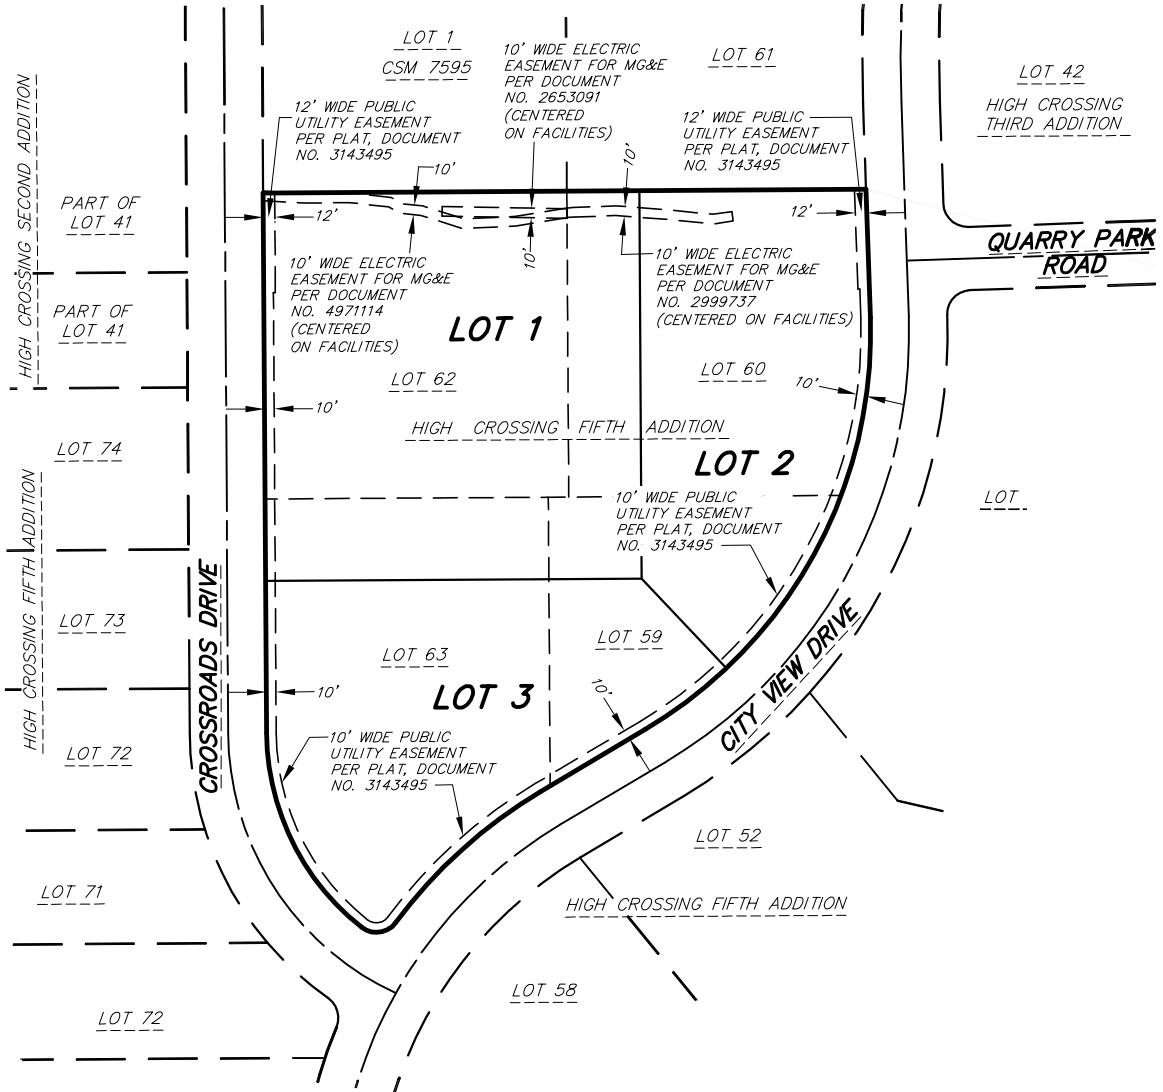 LOT 1
CSM 7595
10' WIDE ELECTRIC
EASEMENT FOR MG&E
PER DOCUMENT
NO. 2653091
(CENTERED
ON FACILITIES)
LOT 61
LOT 42
HIGH CROSSING
THIRD ADDITION
HIGH CROSSING SECOND ADDITION
12' WIDE PUBLIC
UTILITY EASEMENT
PER PLAT, DOCUMENT
NO. 3143495
12' WIDE PUBLIC
UTILITY EASEMENT
PER PLAT, DOCUMENT
NO. 3143495
10'
10'
PART OF
LOT 41
12'
12'
QUARRY PARK
ROAD
10' WIDE ELECTRIC
EASEMENT FOR MG&E
PER DOCUMENT
NO. 4971114
(CENTERED
ON FACILITIES)
10'
10' WIDE ELECTRIC
EASEMENT FOR MG&E
PER DOCUMENT
NO. 2999737
(CENTERED ON FACILITIES)
PART OF
LOT 41
LOT 1
LOT 62
LOT 60
10'
10'
HIGH CROSSING FIFTH ADDITION
LOT 74
LOT 2
HIGH CROSSING FIFTH ADDITION
10' WIDE PUBLIC
UTILITY EASEMENT
PER PLAT, DOCUMENT
NO. 3143495
LOT
CROSSROADS DRIVE
LOT 73
LOT 59
LOT 63
CITY VIEW DRIVE
10'
LOT 3
10'
10' WIDE PUBLIC
UTILITY EASEMENT
PER PLAT, DOCUMENT
NO. 3143495
LOT 72
LOT 52
LOT 71
HIGH CROSSING FIFTH ADDITION
LOT 58
LOT 72